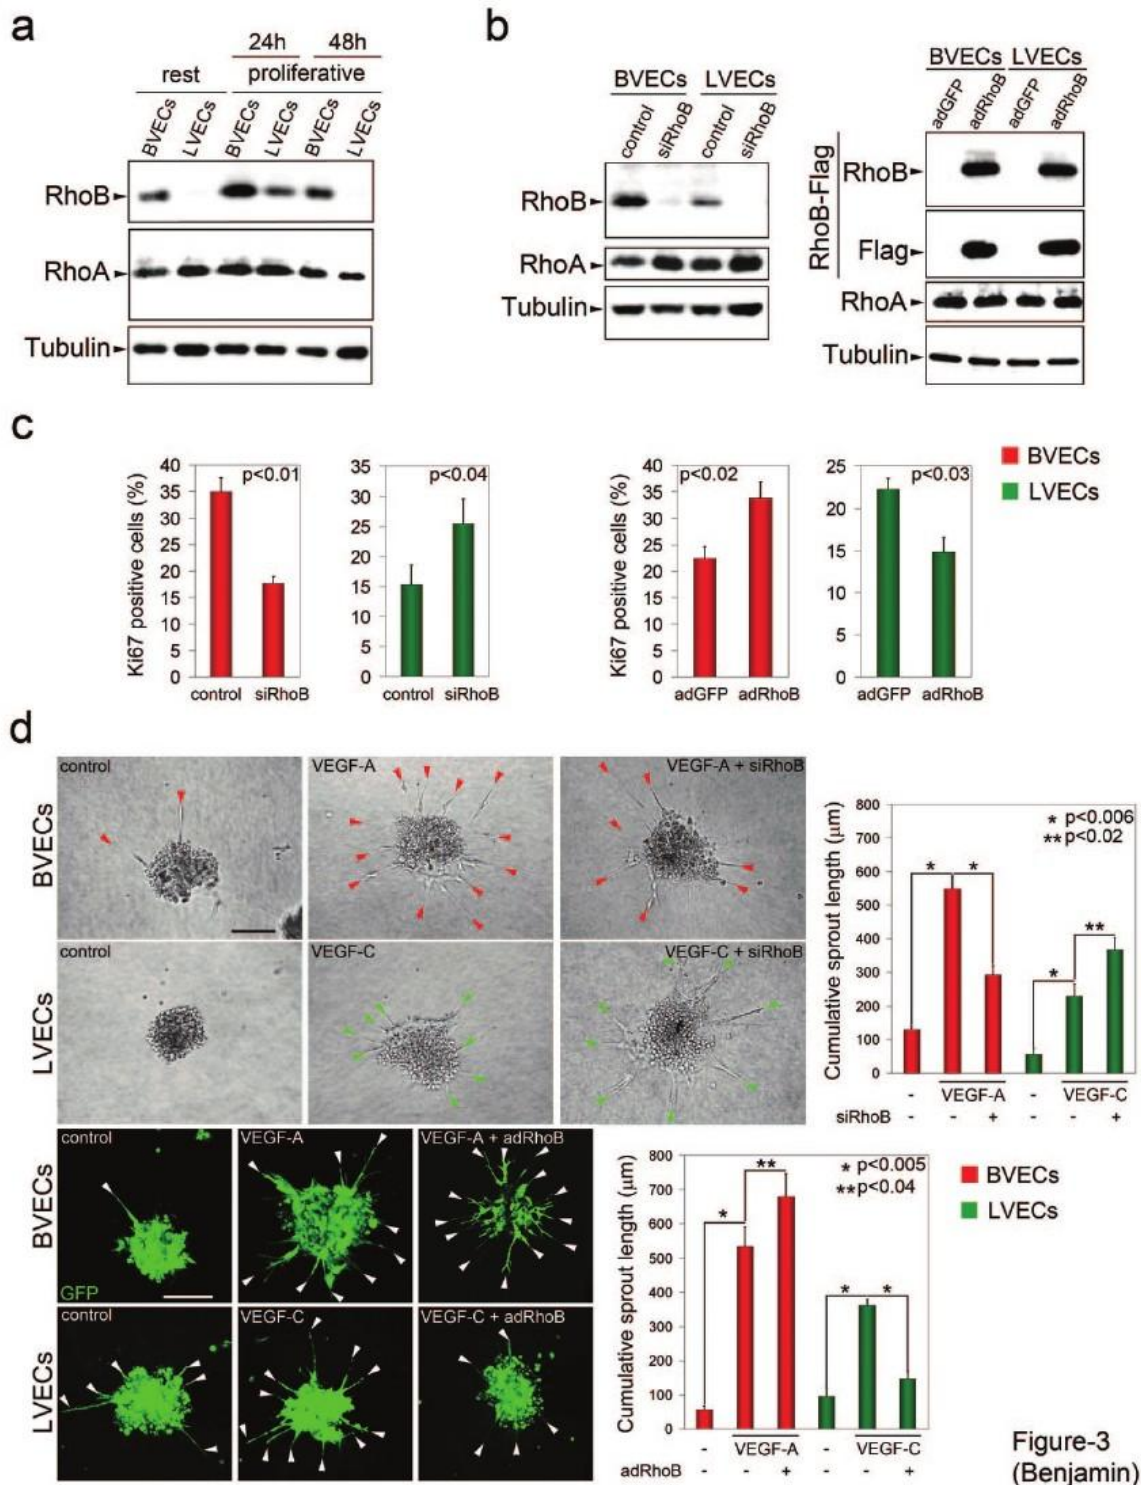 a
24h 48h
rest proliferative
BVECs LVECs BVECs LVECs BVECs LVECs
RhoB
RhoA
Tubulin
b
BVECs LVECs
control siRhoB control siRhoB
RhoB
RhoA
Tubulin
BVECs LVECs
adGFP adRhoB adGFP adRhoB
RhoB-Flag
RhoB
Flag
RhoA
Tubulin
c
Ki67 positive cells (%)
40
35
30
25
20
15
10
5
0
p<0.01
control siRhoB
35
30
25
20
15
10
5
0
p<0.04
control siRhoB
Ki67 positive cells (%)
40
35
30
25
20
15
10
5
0
p<0.02
adGFP adRhoB
25
20
15
10
5
0
p<0.03
adGFP adRhoB
BVECs
LVECs
d
BVECs
control
VEGF-A
VEGF-A + siRhoB
LVECs
control
VEGF-C
VEGF-C + siRhoB
Cumulative sprout length (μm)
800
700
600
500
400
300
200
100
0
* p<0.006
** p<0.02
* *
* **
- VEGF-A - VEGF-C
siRhoB - - + - - +
BVECs
control
GFP
VEGF-A
VEGF-A + adRhoB
LVECs
control
VEGF-C
VEGF-C + adRhoB
Cumulative sprout length (μm)
800
700
600
500
400
300
200
100
0
* p<0.005
**p<0.04
* **
* *
- VEGF-A - VEGF-C
adRhoB - - + - - +
BVECs
LVECs
Figure-3
(Benjamin)